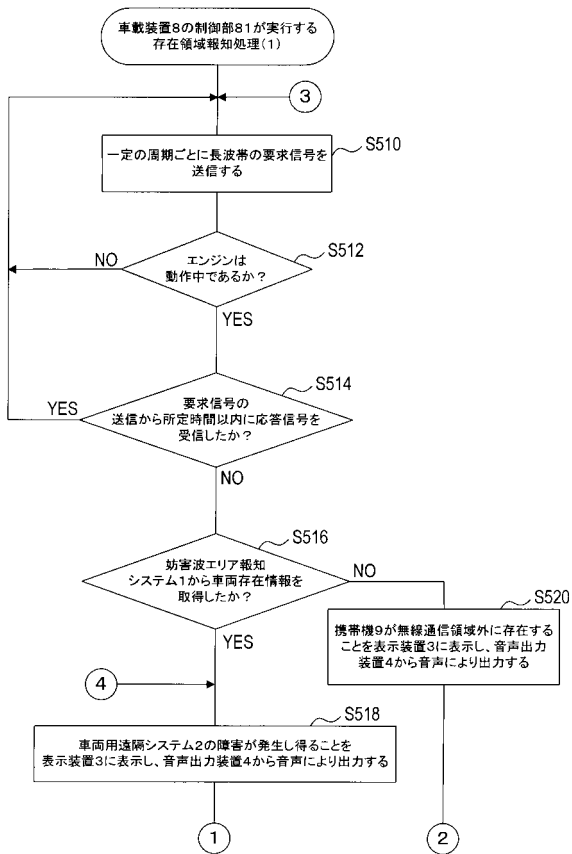 車載装置8の制御部81が実行する
存在領域報知処理(1)
3
S510
一定の周期ごとに長波帯の要求信号を
送信する
S512
エンジンは
動作中であるか？
NO
YES
S514
要求信号の
送信から所定時間以内に応答信号を
受信したか？
YES
NO
S516
妨害波エリア報知
システム1から車両存在情報を
取得したか？
NO
YES
S520
携帯機9が無線通信領域外に存在する
ことを表示装置3に表示し、音声出力
装置4から音声により出力する
4
S518
車両用遠隔システム2の障害が発生し得ることを
表示装置3に表示し、音声出力装置4から音声により出力する
1
2